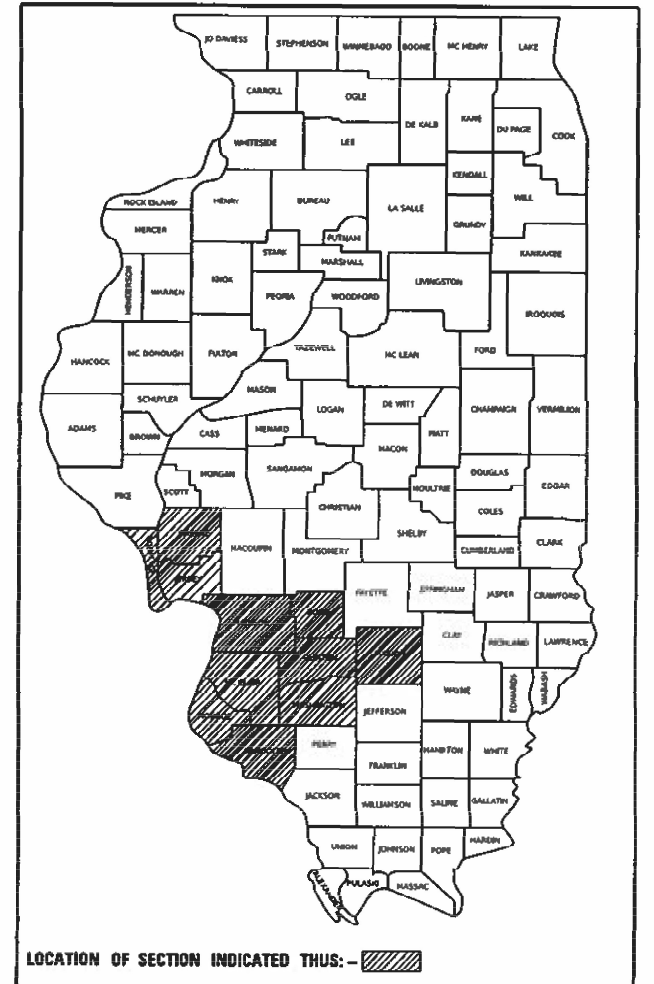 JO DAVIESS STEPHENSON WINNEBAGO BOONE MC HENRY LAKE
CARROLL OGLE
DE KALB KANE DU PAGE COOK
WHITESIDE LEE
KENDALL
ROCK ISLAND HENRY BUREAU LA SALLE WILL
GRUNDY
MERCER PUTNAM
STARK MARSHALL KANKAKEE
HENDERSON WARREN KNOX PEORIA WOODFORD LIVINGSTON
IROQUOIS
HANCOCK MC DONOUGH FULTON TAZEWELL MC LEAN FORD
MASON
SCHUYLER LOGAN DE WITT CHAMPAIGN VERMILION
ADAMS BROWN CASS MENARD MACON PIATT
MORGAN SANGAMON DOUGLAS
PIKE SCOTT CHRISTIAN MOULTRIE EDGAR
COLES
MACOUPIN MONTGOMERY SHELBY
CUMBERLAND CLARK
FAYETTE EFFINGHAM JASPER CRAWFORD
CLAY RICHLAND LAWRENCE
WAYNE EDWARDS WABASH
JEFFERSON
PERRY HAMILTON WHITE
FRANKLIN
JACKSON WILLIAMSON SALINE GALLATIN
UNION JOHNSON POPE HARDIN
ALEXANDER PULASKI MASSAC
LOCATION OF SECTION INDICATED THUS: -